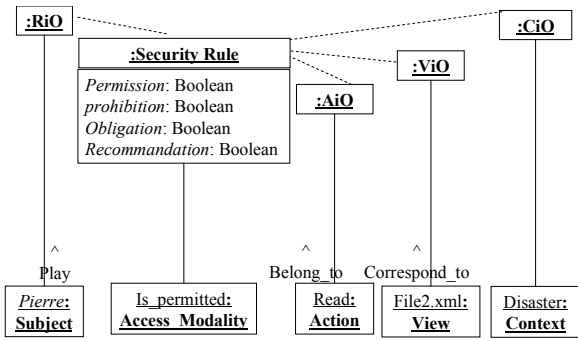 :RiO
:CiO
:Security Rule
:ViO
Permission: Boolean
prohibition: Boolean
Obligation: Boolean
Recommandation: Boolean
:AiO
^ ^ ^
Play Belong_to Correspond_to
Pierre:
Subject
Is_permitted:
Access_Modality
Read:
Action
File2.xml:
View
Disaster:
Context